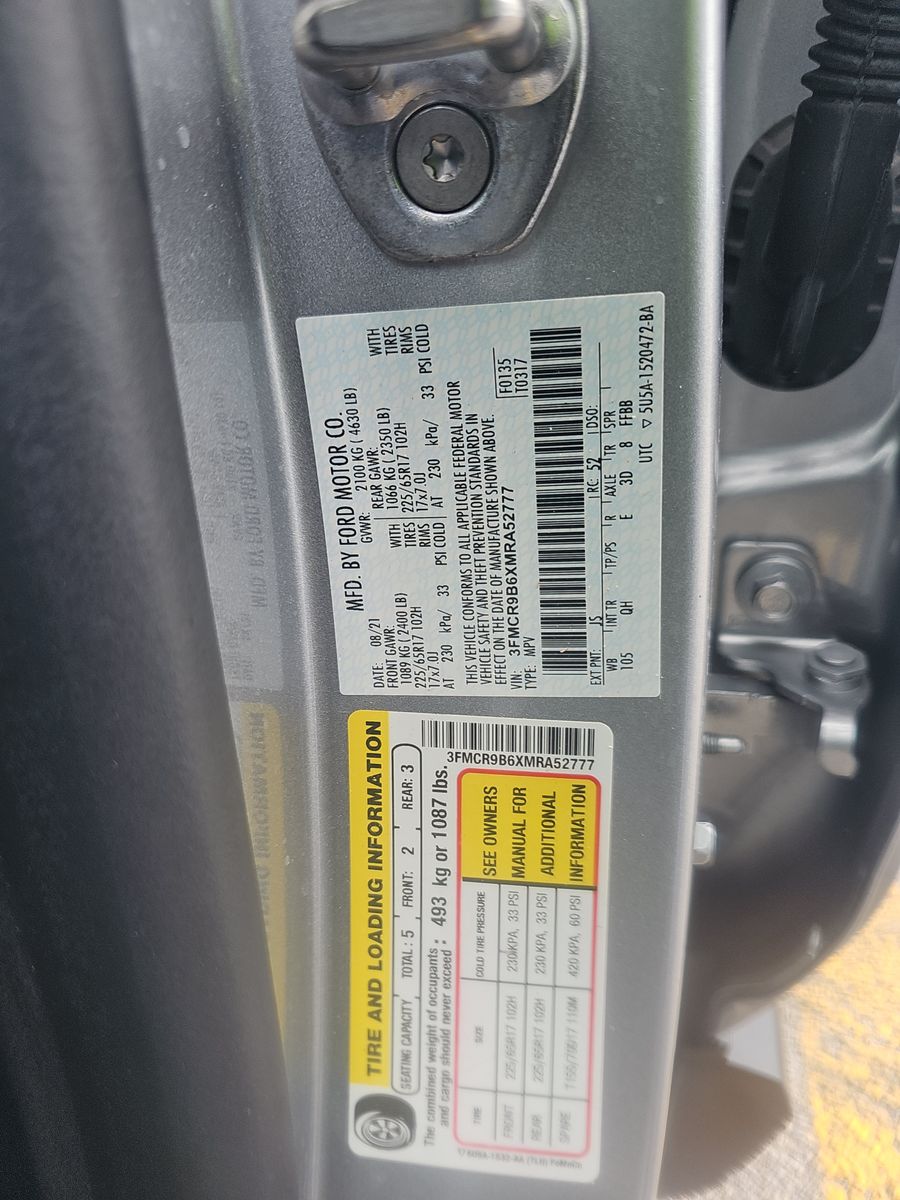 MFD. BY FORD MOTOR CO.
DATE: 08/21 GVWR: 2100 KG ( 4630 LB)
FRONT GAWR: REAR GAWR:
1089 KG ( 2400 LB) WITH 1066 KG ( 2350 LB) WITH
225/65R17 102H TIRES 225/65R17 102H TIRES
17x7.0J RIMS 17x7.0J RIMS
AT 230 kPa/ 33 PSI COLD AT 230 kPa/ 33 PSI COLD
THIS VEHICLE CONFORMS TO ALL APPLICABLE FEDERAL MOTOR
VEHICLE SAFETY AND THEFT PREVENTION STANDARDS IN
EFFECT ON THE DATE OF MANUFACTURE SHOWN ABOVE.
VIN: 3FMCR9B6XMRA52777 F0135
TYPE: MPV T0317
EXT PNT: JS RC: 52 DSO:
WB INT TR TP/PS R AXLE TR SPR
105 QH E 3D 8 FFBB
UTC ▽ 5U5A-1520472-BA
TIRE AND LOADING INFORMATION
SEATING CAPACITY TOTAL : 5 FRONT: 2 REAR: 3
The combined weight of occupants
and cargo should never exceed : 493 kg or 1087 lbs.
3FMCR9B6XMRA52777
TIRE SIZE COLD TIRE PRESSURE SEE OWNERS
FRONT 225/65R17 102H 230KPA, 33 PSI MANUAL FOR
REAR 225/65R17 102H 230 KPA, 33 PSI ADDITIONAL
SPARE T155/70D17 110M 420 KPA, 60 PSI INFORMATION